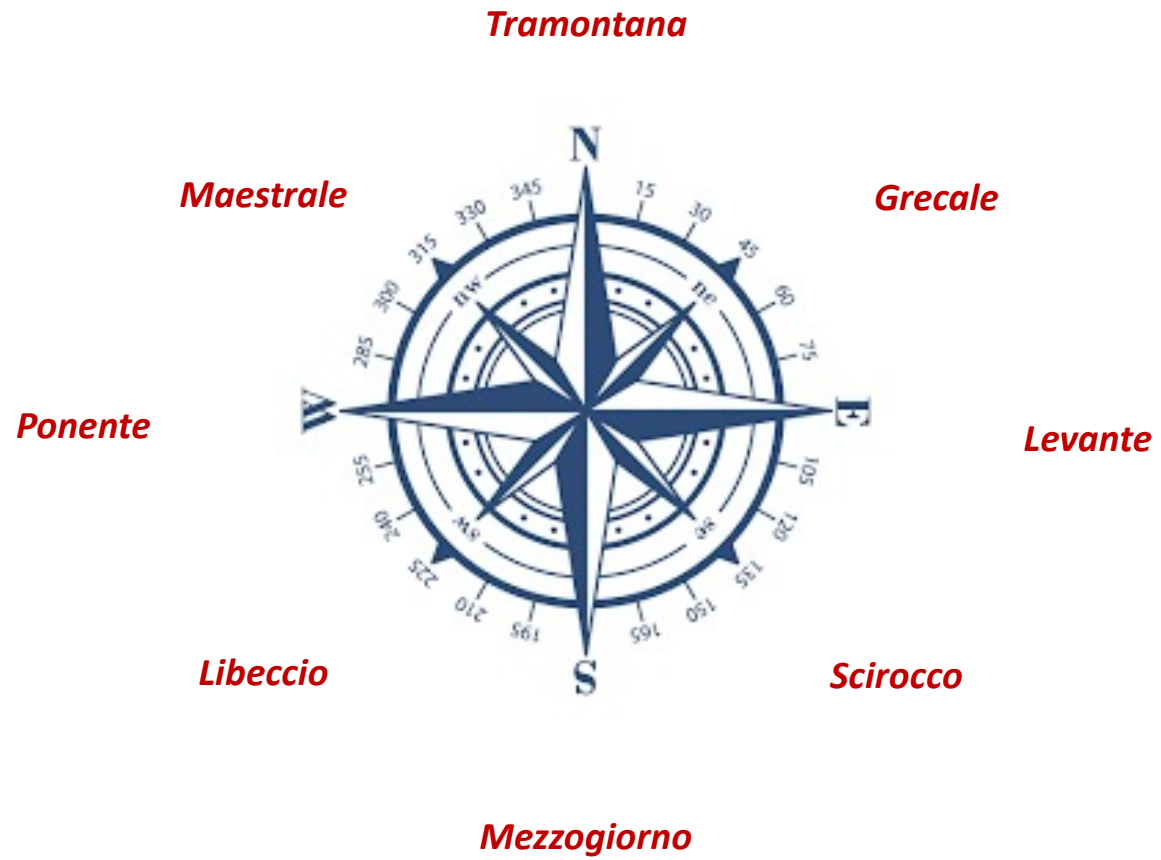 Tramontana
N
Maestrale
Grecale
345
15
330
30
315
45
nw
ne
300
60
285
75
W
E
Ponente
Levante
255
105
240
120
sw
se
225
135
210
150
195
165
S
Libeccio
Scirocco
Mezzogiorno